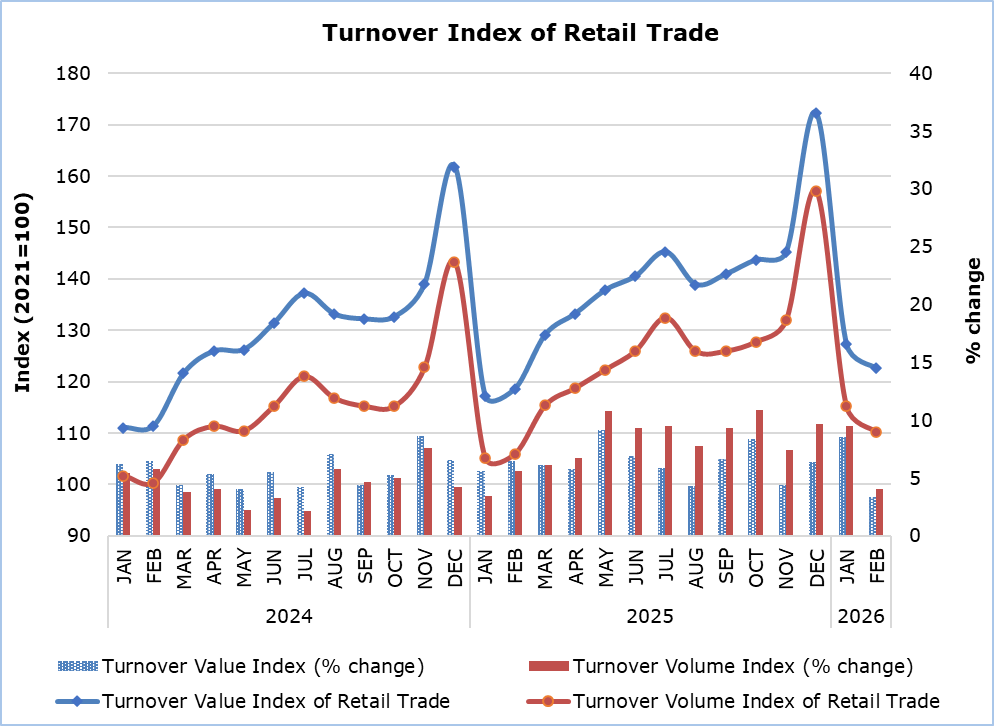 Turnover Index of Retail Trade
Index (2021=100)
180
170
160
150
140
130
120
110
100
90
40
35
30
25
20
15
10
5
0
% change
JAN FEB MAR APR MAY JUN JUL AUG SEP OCT NOV DEC JAN FEB MAR APR MAY JUN JUL AUG SEP OCT NOV DEC JAN FEB
2024 2025 2026
Turnover Value Index (% change) Turnover Volume Index (% change)
Turnover Value Index of Retail Trade Turnover Volume Index of Retail Trade